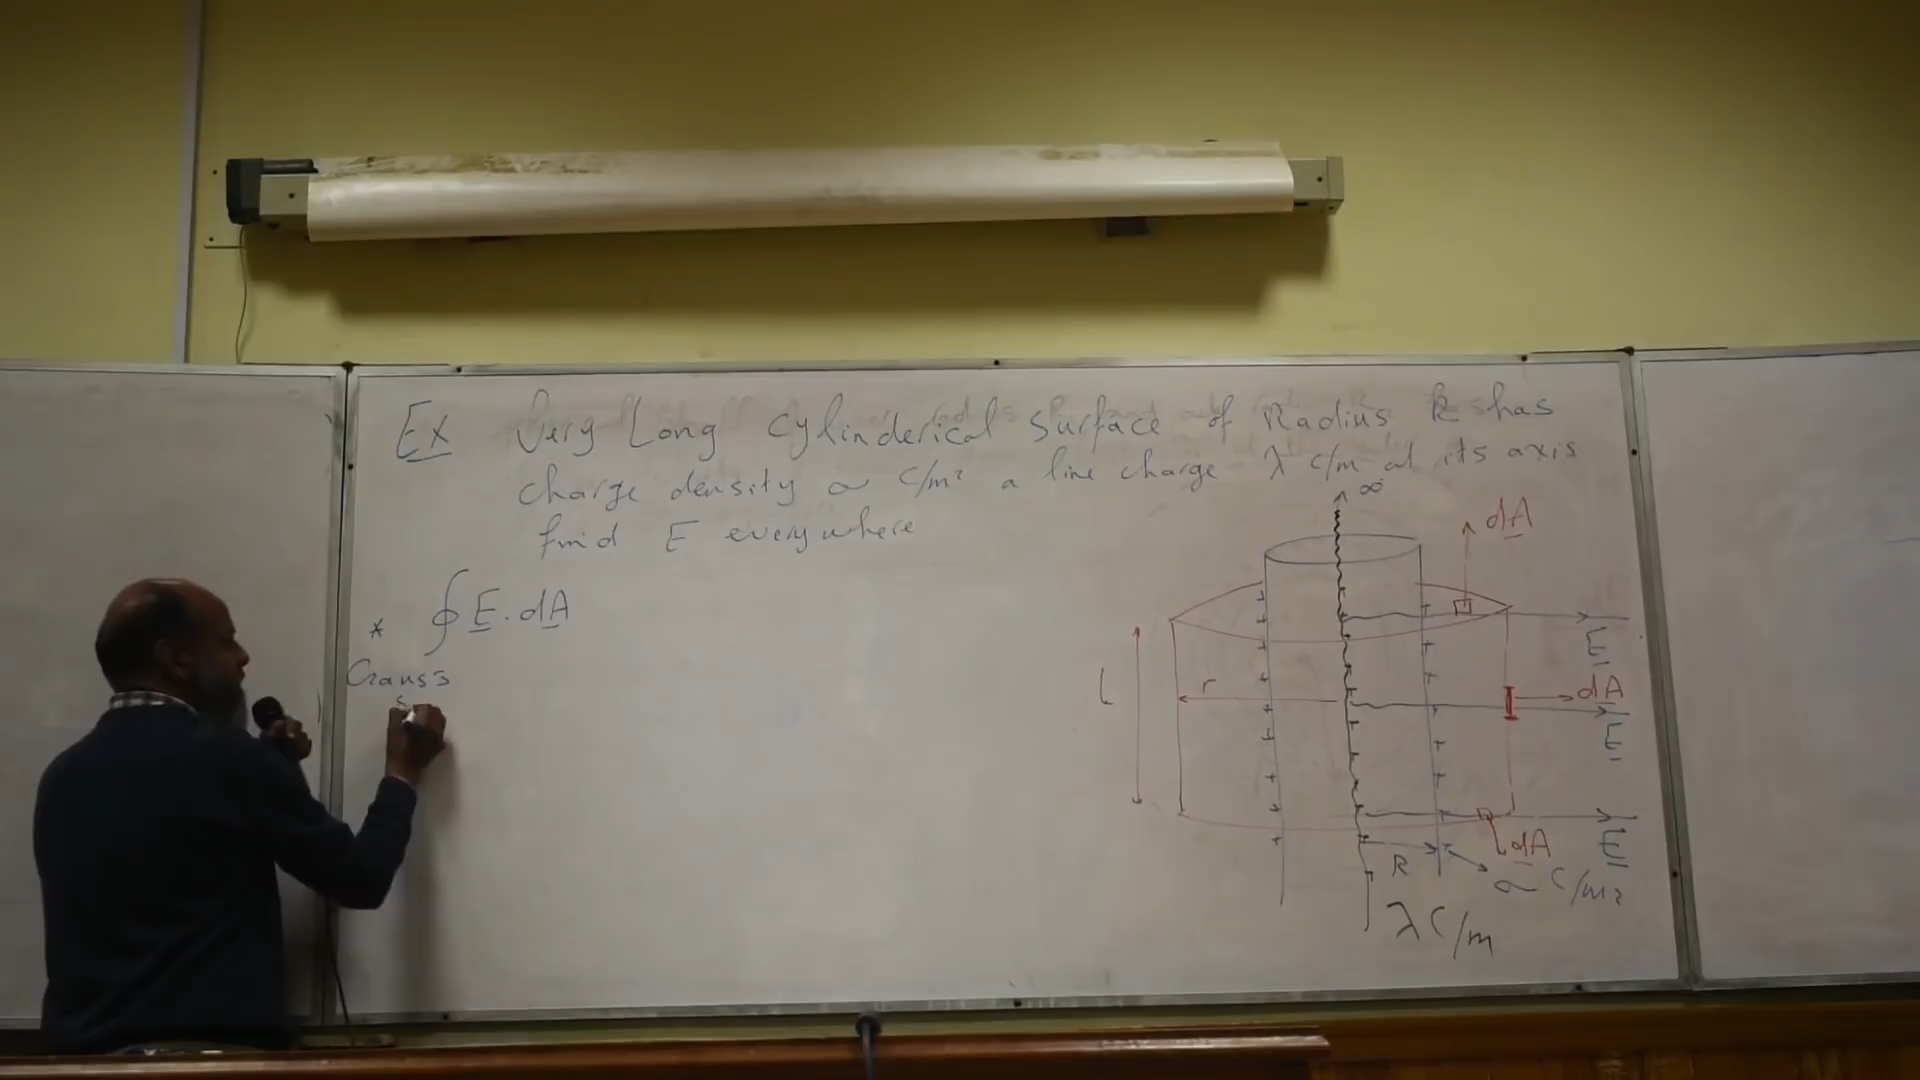 Ex Very Long Cylinderical Surface of Radius R has
charge density σ C/m² a line charge λ C/m at its axis
find E everywhere
∮ E . dA
*
Gauss
s
∞
dA
E
L
r
dA
E
dA
E
R
σ C/m²
λ C/m